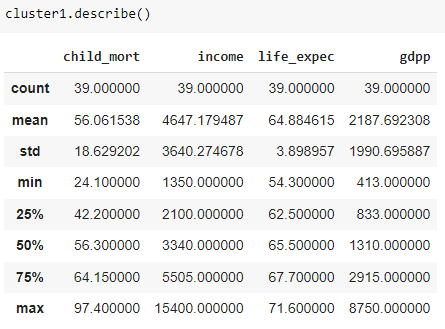 cluster1.describe()
child_mort income life_expec gdpp
count 39.000000 39.000000 39.000000 39.000000
mean 56.061538 4647.179487 64.884615 2187.692308
std 18.629202 3640.274678 3.898957 1990.695887
min 24.100000 1350.000000 54.300000 413.000000
25% 42.200000 2100.000000 62.500000 833.000000
50% 56.300000 3340.000000 65.500000 1310.000000
75% 64.150000 5505.000000 67.700000 2915.000000
max 97.400000 15400.000000 71.600000 8750.000000